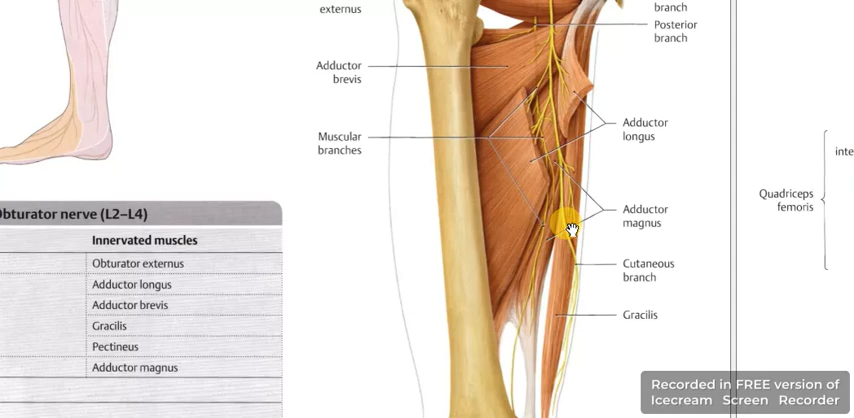 externus
branch
Posterior
branch
Adductor
brevis
Muscular
branches
Adductor
longus
Adductor
magnus
Cutaneous
branch
Gracilis
inte
Quadriceps
femoris
Obturator nerve (L2–L4)
Innervated muscles
Obturator externus
Adductor longus
Adductor brevis
Gracilis
Pectineus
Adductor magnus
Recorded in FREE version of
Icecream Screen Recorder